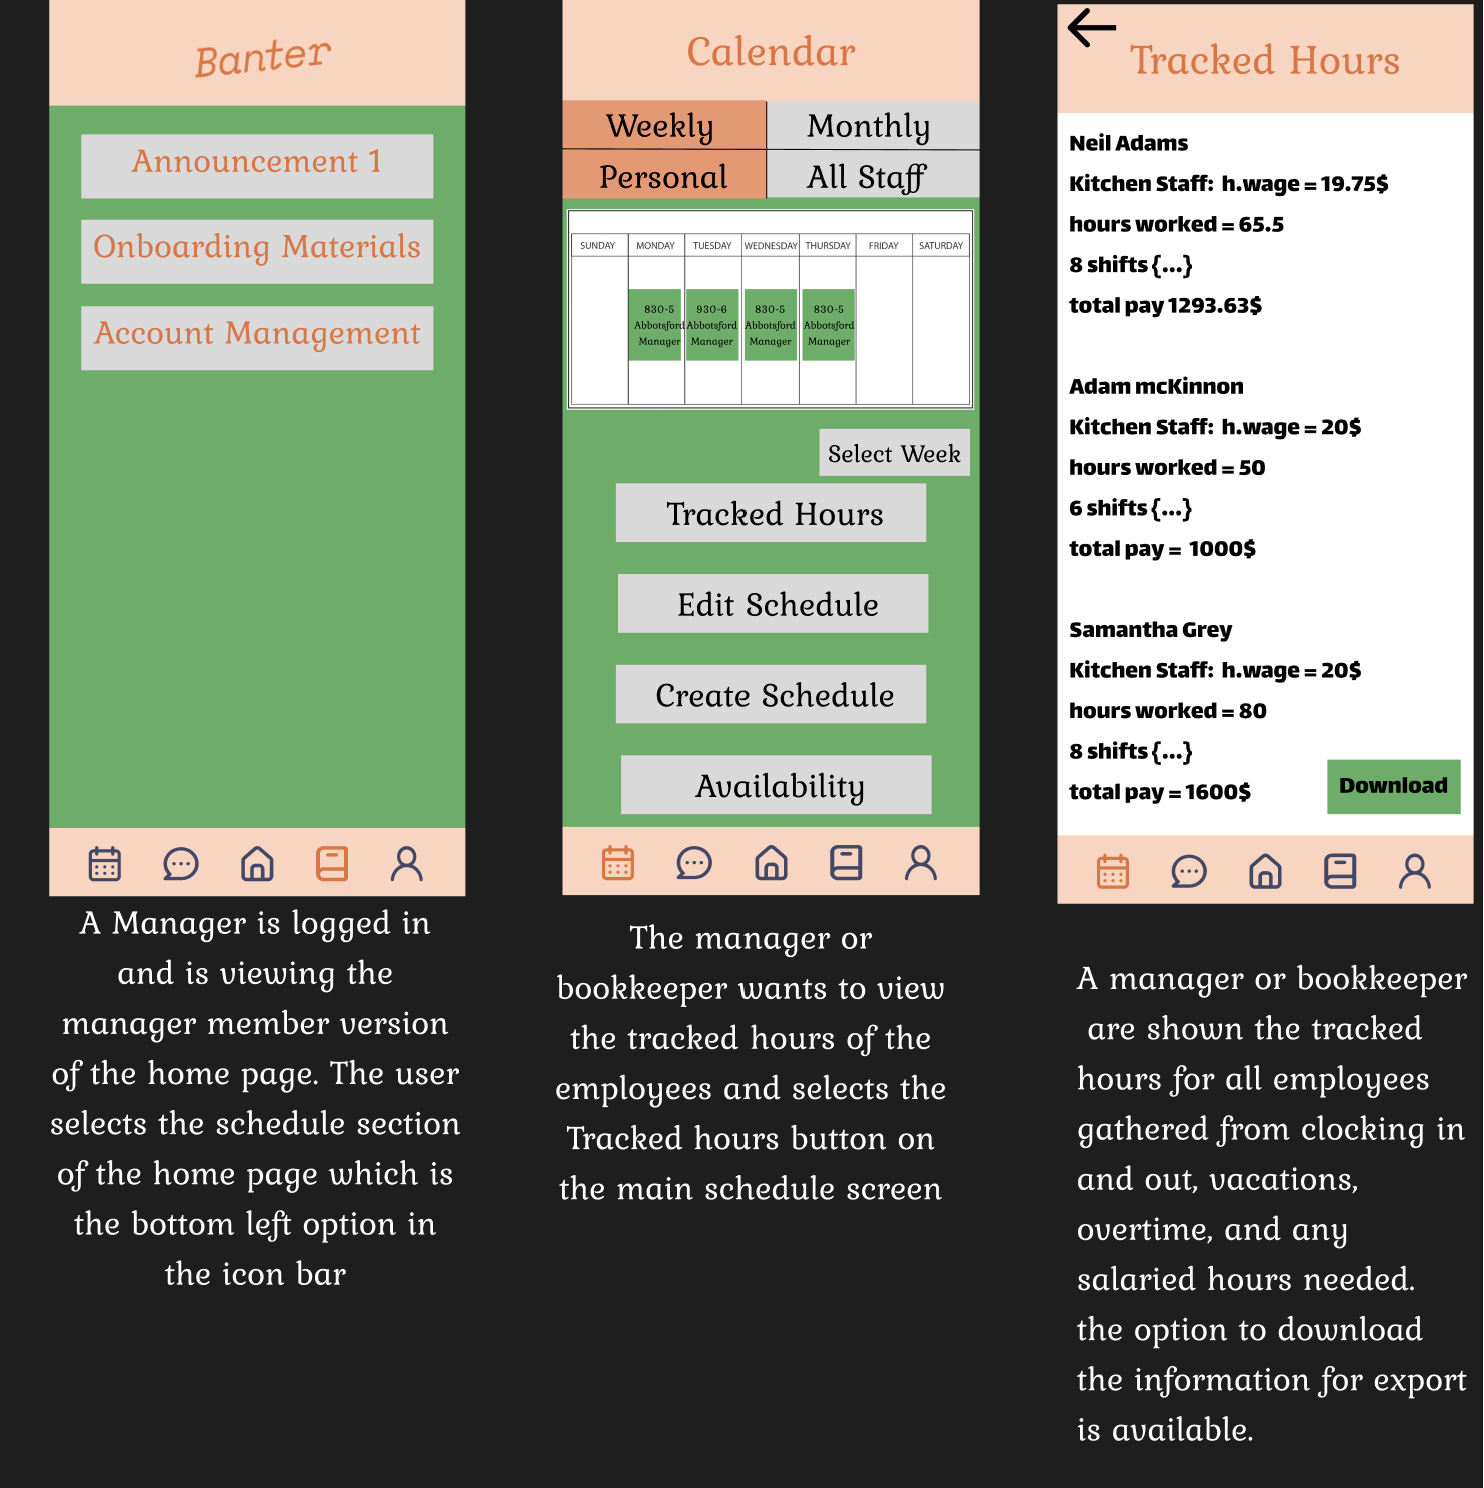 Banter
Announcement 1
Onboarding Materials
Account Management
A Manager is logged in
and is viewing the
manager member version
of the home page. The user
selects the schedule section
of the home page which is
the bottom left option in
the icon bar
Calendar
Weekly
Monthly
Personal
All Staff
SUNDAY MONDAY TUESDAY WEDNESDAY THURSDAY FRIDAY SATURDAY
830-5 930-6 830-5 830-5
Abbotsford Abbotsford Abbotsford Abbotsford
Manager Manager Manager Manager
Select Week
Tracked Hours
Edit Schedule
Create Schedule
Availability
The manager or
bookkeeper wants to view
the tracked hours of the
employees and selects the
Tracked hours button on
the main schedule screen
Tracked Hours
Neil Adams
Kitchen Staff: h.wage = 19.75$
hours worked = 65.5
8 shifts {...}
total pay 1293.63$
Adam mcKinnon
Kitchen Staff: h.wage = 20$
hours worked = 50
6 shifts {...}
total pay = 1000$
Samantha Grey
Kitchen Staff: h.wage = 20$
hours worked = 80
8 shifts {...}
total pay = 1600$
Download
A manager or bookkeeper
are shown the tracked
hours for all employees
gathered from clocking in
and out, vacations,
overtime, and any
salaried hours needed.
the option to download
the information for export
is available.